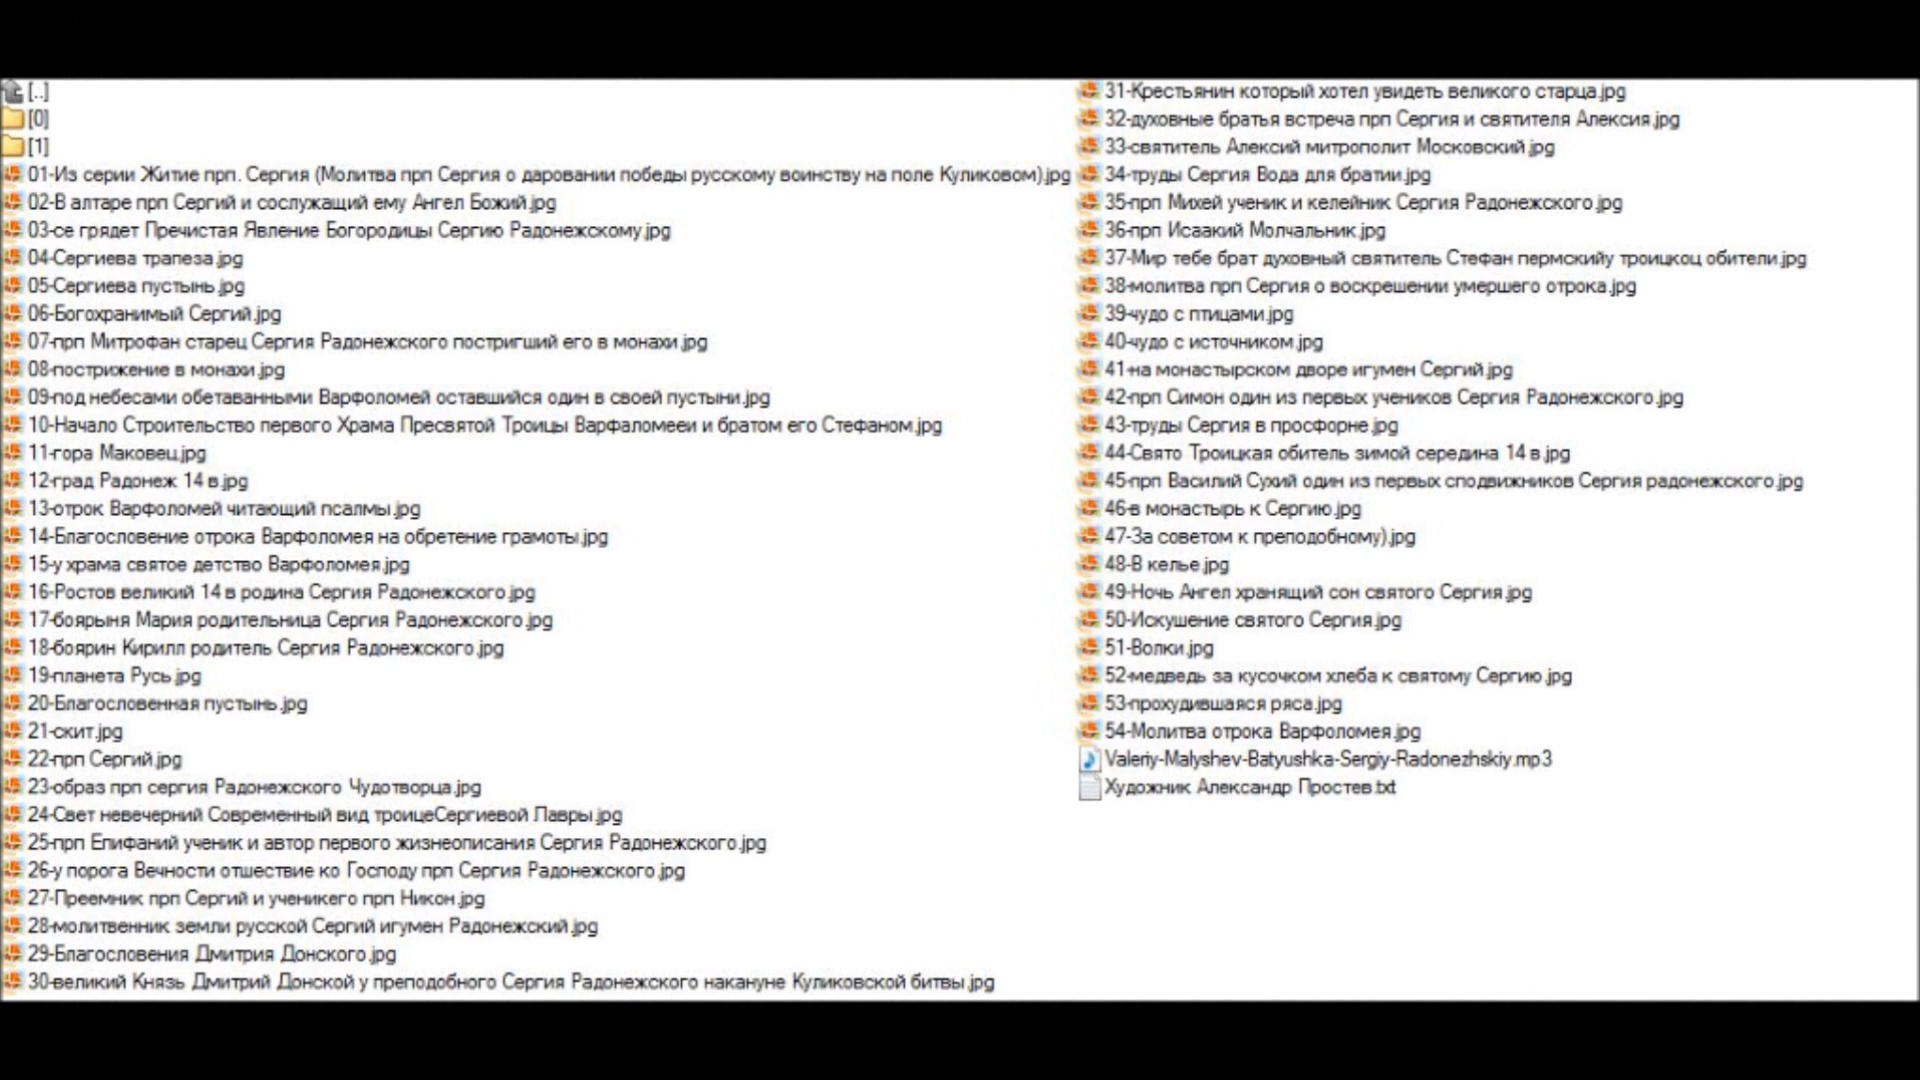 [..]
[0]
[1]
01-Из серии Житие прп. Сергия (Молитва прп Сергия о даровании победы русскому воинству на поле Куликовом).jpg
02-В алтаре прп Сергий и сослужащий ему Ангел Божий.jpg
03-се грядет Пречистая Явление Богородицы Сергию Радонежскому.jpg
04-Сергиева трапеза.jpg
05-Сергиева пустынь.jpg
06-Богохранимый Сергий.jpg
07-прп Митрофан старец Сергия Радонежского постригший его в монахи.jpg
08-пострижение в монахи.jpg
09-под небесами обетаванными Варфоломей оставшийся один в своей пустыни.jpg
10-Начало Строительство первого Храма Пресвятой Троицы Варфаломееи и братом его Стефаном.jpg
11-гора Маковец.jpg
12-град Радонеж 14 в.jpg
13-отрок Варфоломей читающий псалмы.jpg
14-Благословение отрока Варфоломея на обретение грамоты.jpg
15-у храма святое детство Варфоломея.jpg
16-Ростов великий 14 в родина Сергия Радонежского.jpg
17-боярыня Мария родительница Сергия Радонежского.jpg
18-боярин Кирилл родитель Сергия Радонежского.jpg
19-планета Русь.jpg
20-Благословенная пустынь.jpg
21-скит.jpg
22-прп Сергий.jpg
23-образ прп сергия Радонежского Чудотворца.jpg
24-Свет невечерний Современный вид троицеСергиевой Лавры.jpg
25-прп Епифаний ученик и автор первого жизнеописания Сергия Радонежского.jpg
26-у порога Вечности отшествие ко Господу прп Сергия Радонежского.jpg
27-Преемник прп Сергий и ученикего прп Никон.jpg
28-молитвенник земли русской Сергий игумен Радонежский.jpg
29-Благословения Дмитрия Донского.jpg
30-великий Князь Дмитрий Донской у преподобного Сергия Радонежского накануне Куликовской битвы.jpg
31-Крестьянин который хотел увидеть великого старца.jpg
32-духовные братья встреча прп Сергия и святителя Алексия.jpg
33-святитель Алексий митрополит Московский.jpg
34-труды Сергия Вода для братии.jpg
35-прп Михей ученик и келейник Сергия Радонежского.jpg
36-прп Исаакий Молчальник.jpg
37-Мир тебе брат духовный святитель Стефан пермскийу троицкоц обители.jpg
38-молитва прп Сергия о воскрешении умершего отрока.jpg
39-чудо с птицами.jpg
40-чудо с источником.jpg
41-на монастырском дворе игумен Сергий.jpg
42-прп Симон один из первых учеников Сергия Радонежского.jpg
43-труды Сергия в просфорне.jpg
44-Свято Троицкая обитель зимой середина 14 в.jpg
45-прп Василий Сухий один из первых сподвижников Сергия радонежского.jpg
46-в монастырь к Сергию.jpg
47-За советом к преподобному).jpg
48-В келье.jpg
49-Ночь Ангел хранящий сон святого Сергия.jpg
50-Искушение святого Сергия.jpg
51-Волки.jpg
52-медведь за кусочком хлеба к святому Сергию.jpg
53-прохудившаяся ряса.jpg
54-Молитва отрока Варфоломея.jpg
Valeriy-Malyshev-Batyushka-Sergiy-Radonezhskiy.mp3
Художник Александр Простев.txt